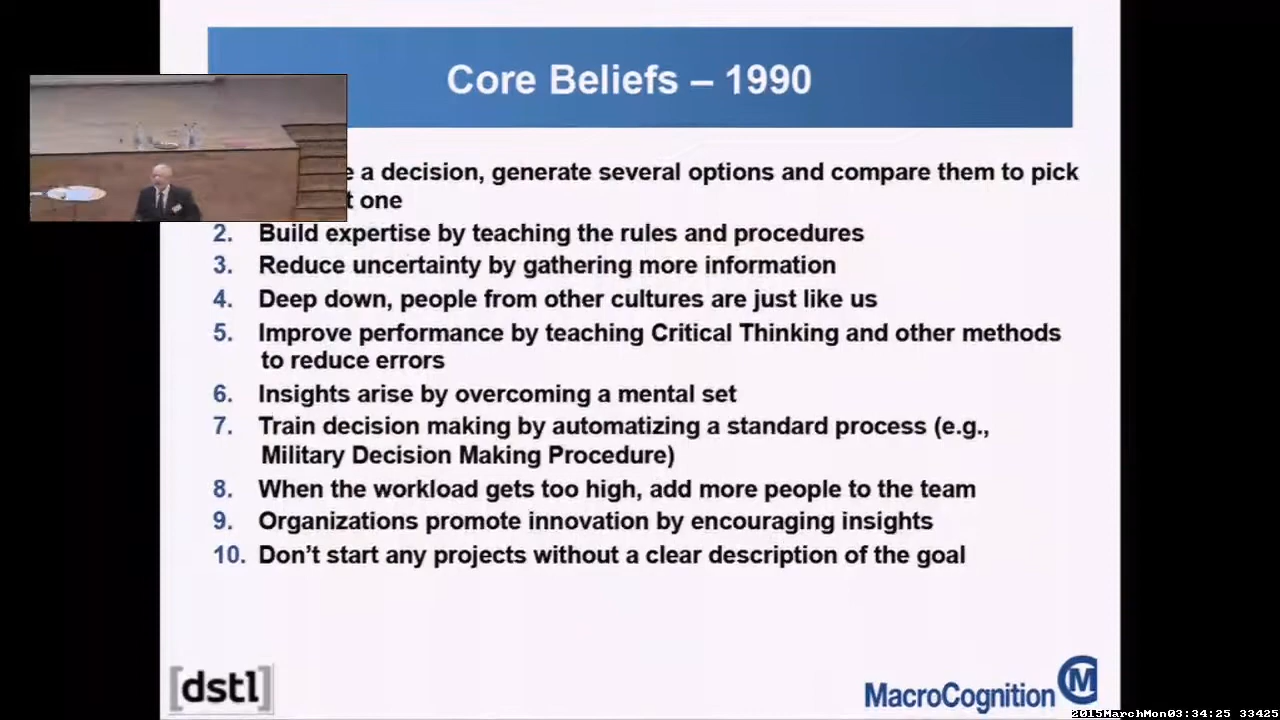 Core Beliefs – 1990
a decision, generate several options and compare them to pick
one
2. Build expertise by teaching the rules and procedures
3. Reduce uncertainty by gathering more information
4. Deep down, people from other cultures are just like us
5. Improve performance by teaching Critical Thinking and other methods
to reduce errors
6. Insights arise by overcoming a mental set
7. Train decision making by automatizing a standard process (e.g.,
Military Decision Making Procedure)
8. When the workload gets too high, add more people to the team
9. Organizations promote innovation by encouraging insights
10. Don't start any projects without a clear description of the goal
[dstl]
MacroCognition M
2015MarchMon03:34:25 33425